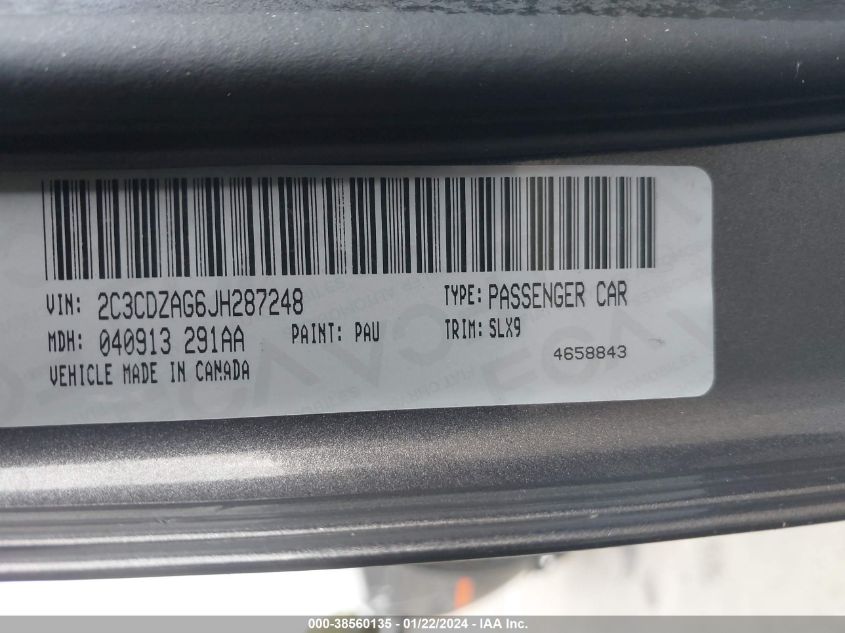 VIN: 2C3CDZAG6JH287248 TYPE: PASSENGER CAR
MDH: 040913 291AA PAINT: PAU TRIM: SLX9
VEHICLE MADE IN CANADA 4658843
000-38560135 - 01/22/2024 - IAA Inc.